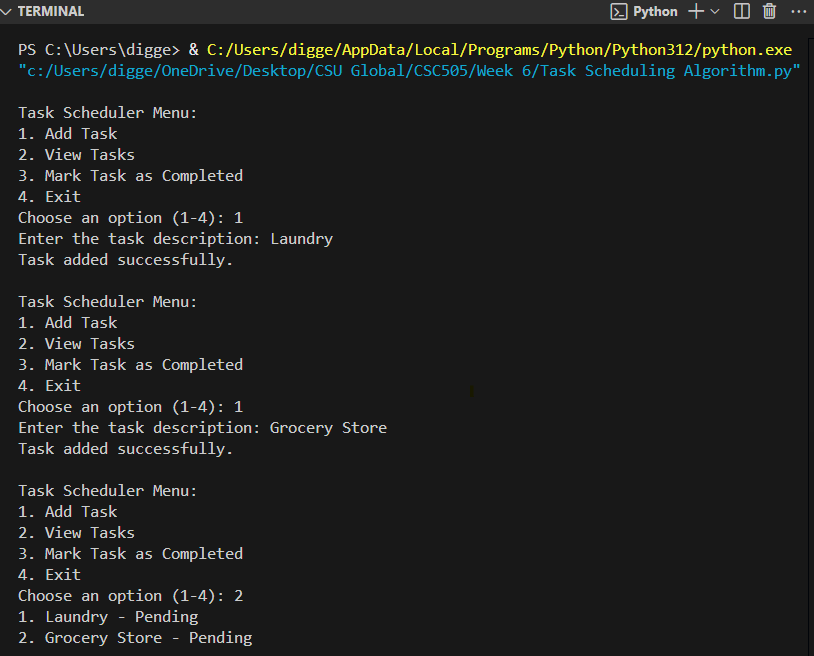 TERMINAL
Python
PS C:\Users\digge> & C:/Users/digge/AppData/Local/Programs/Python/Python312/python.exe
"c:/Users/digge/OneDrive/Desktop/CSU Global/CSC505/Week 6/Task Scheduling Algorithm.py"
Task Scheduler Menu:
1. Add Task
2. View Tasks
3. Mark Task as Completed
4. Exit
Choose an option (1-4): 1
Enter the task description: Laundry
Task added successfully.
Task Scheduler Menu:
1. Add Task
2. View Tasks
3. Mark Task as Completed
4. Exit
Choose an option (1-4): 1
Enter the task description: Grocery Store
Task added successfully.
Task Scheduler Menu:
1. Add Task
2. View Tasks
3. Mark Task as Completed
4. Exit
Choose an option (1-4): 2
1. Laundry - Pending
2. Grocery Store - Pending